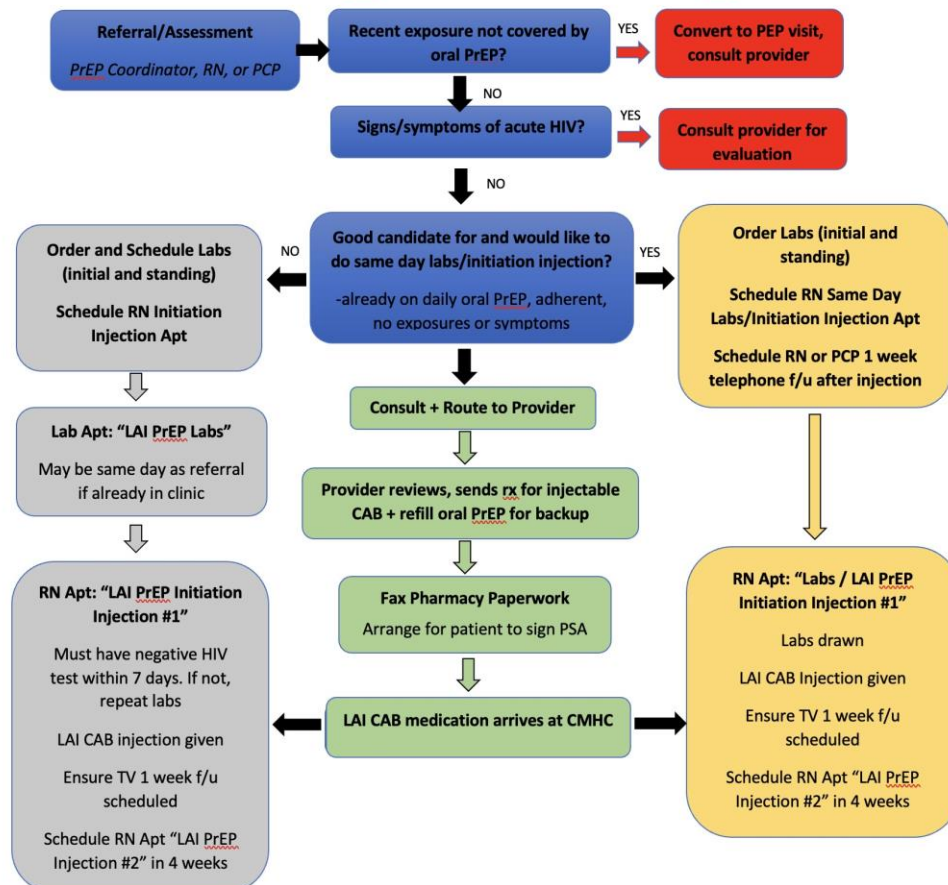 Referral/Assessment
PrEP Coordinator, RN, or PCP
Recent exposure not covered by
oral PrEP?
YES
Convert to PEP visit,
consult provider
NO
Signs/symptoms of acute HIV?
YES
Consult provider for
evaluation
NO
Order and Schedule Labs
(initial and standing)
Schedule RN Initiation
Injection Apt
NO
Good candidate for and would like to
do same day labs/initiation injection?
-already on daily oral PrEP, adherent,
no exposures or symptoms
YES
Order Labs (initial and
standing)
Schedule RN Same Day
Labs/Initiation Injection Apt
Schedule RN or PCP 1 week
telephone f/u after injection
Lab Apt: “LAI PrEP Labs”
May be same day as referral
if already in clinic
Consult + Route to Provider
Provider reviews, sends rx for injectable
CAB + refill oral PrEP for backup
Fax Pharmacy Paperwork
Arrange for patient to sign PSA
LAI CAB medication arrives at CMHC
RN Apt: “LAI PrEP Initiation
Injection #1”
Must have negative HIV
test within 7 days. If not,
repeat labs
LAI CAB injection given
Ensure TV 1 week f/u
scheduled
Schedule RN Apt “LAI PrEP
Injection #2” in 4 weeks
RN Apt: “Labs / LAI PrEP
Initiation Injection #1”
Labs drawn
LAI CAB Injection given
Ensure TV 1 week f/u
scheduled
Schedule RN Apt “LAI PrEP
Injection #2” in 4 weeks